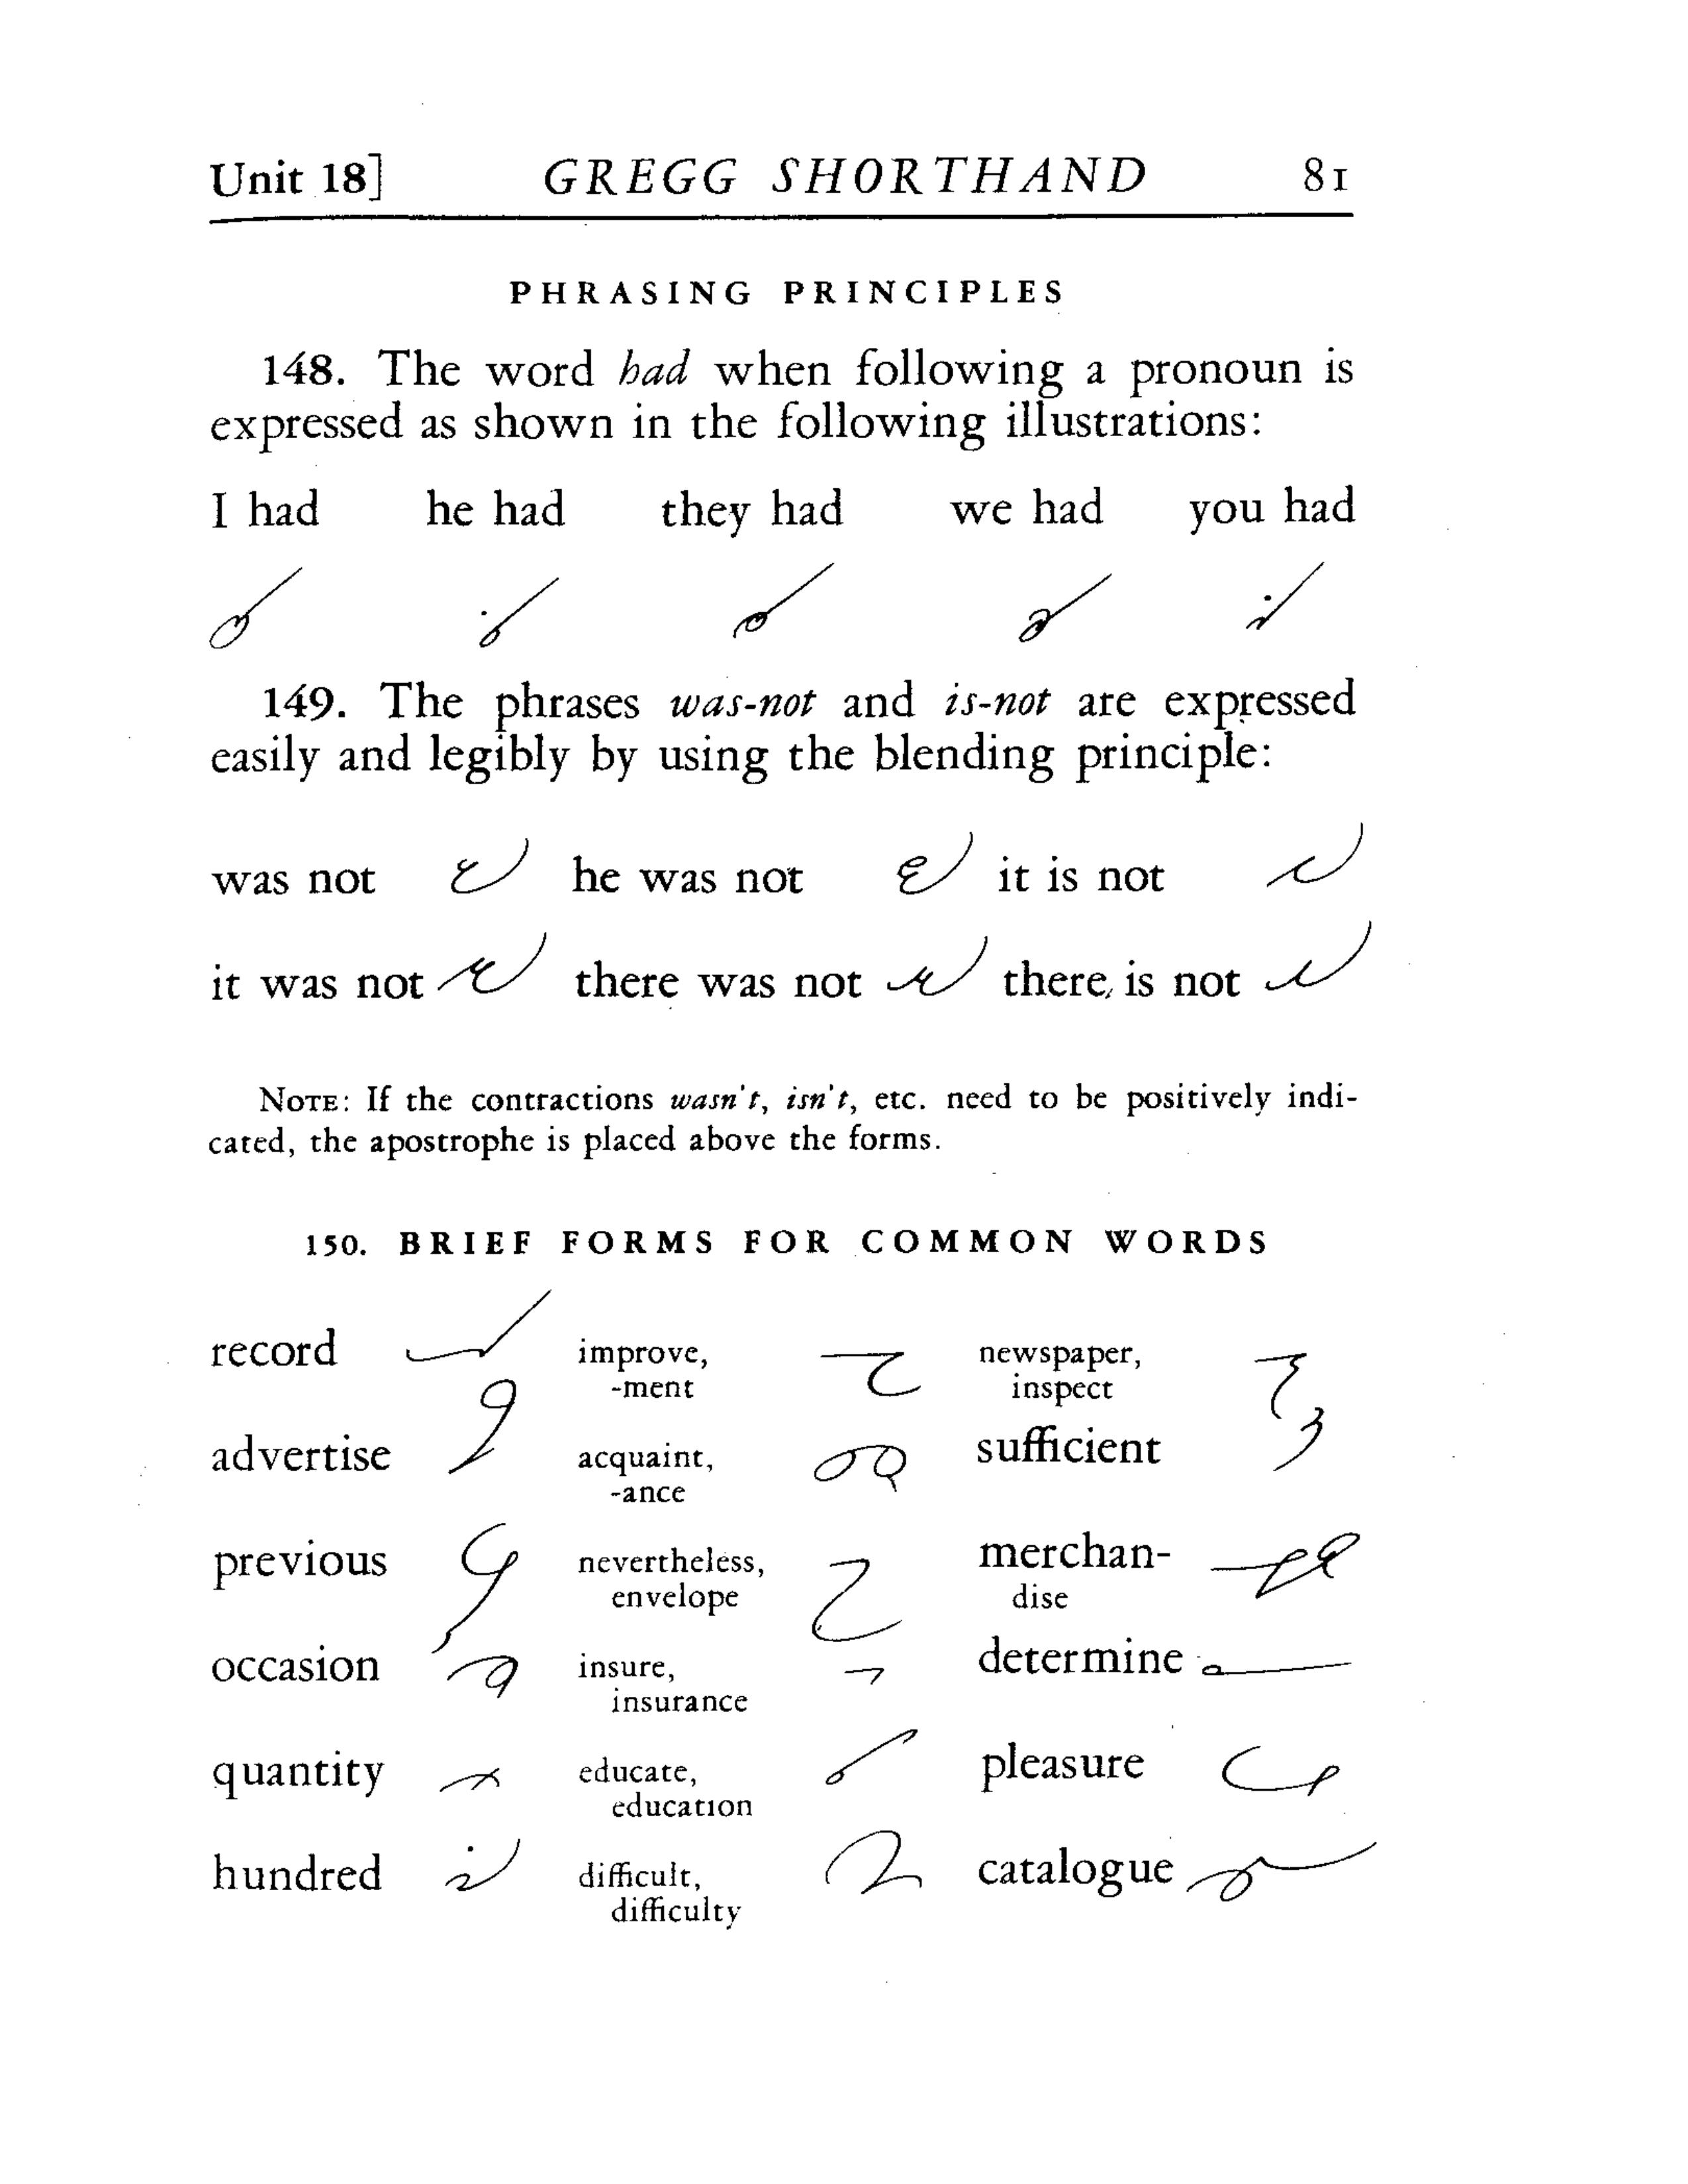 Unit 18] GREGG SHORTHAND 81
PHRASING PRINCIPLES
148. The word had when following a pronoun is
expressed as shown in the following illustrations:
I had he had they had we had you had
149. The phrases was-not and is-not are expressed
easily and legibly by using the blending principle:
was not he was not it is not
it was not there was not there is not
NOTE: If the contractions wasn't, isn't, etc. need to be positively indi-
cated, the apostrophe is placed above the forms.
150. BRIEF FORMS FOR COMMON WORDS
record improve, newspaper,
-ment inspect
advertise acquaint, sufficient
-ance
previous nevertheless, merchan-
envelope dise
occasion insure, determine
insurance
quantity educate, pleasure
education
hundred difficult, catalogue
difficulty